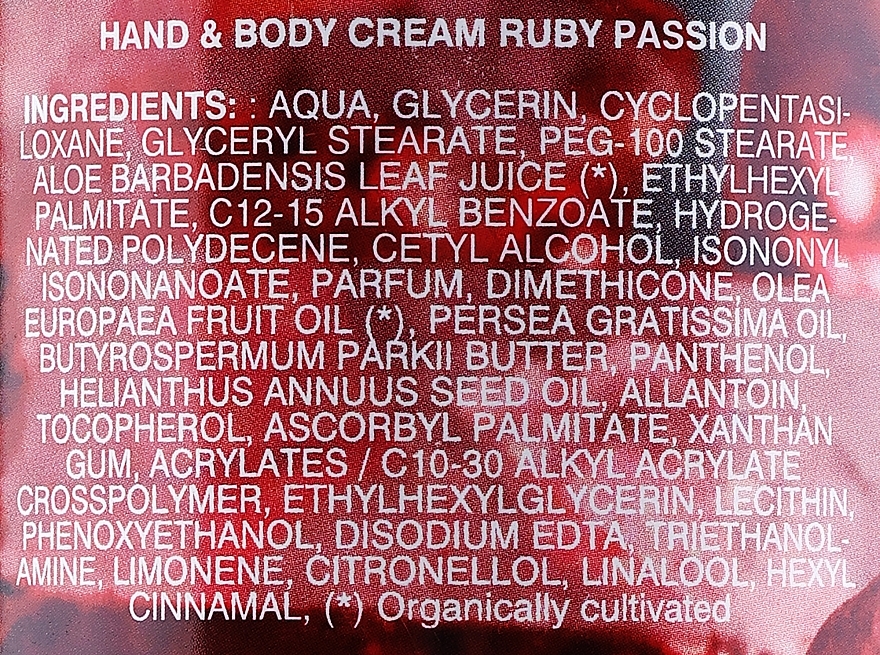 HAND & BODY CREAM RUBY PASSION
INGREDIENTS: : AQUA, GLYCERIN, CYCLOPENTASI-
LOXANE, GLYCERYL STEARATE, PEG-100 STEARATE,
ALOE BARBADENSIS LEAF JUICE (*), ETHYLHEXYL
PALMITATE, C12-15 ALKYL BENZOATE, HYDROGE-
NATED POLYDECENE, CETYL ALCOHOL, ISONONYL
ISONONANOATE, PARFUM, DIMETHICONE, OLEA
EUROPAEA FRUIT OIL (*), PERSEA GRATISSIMA OIL,
BUTYROSPERMUM PARKII BUTTER, PANTHENOL,
HELIANTHUS ANNUUS SEED OIL, ALLANTOIN,
TOCOPHEROL, ASCORBYL PALMITATE, XANTHAN
GUM, ACRYLATES / C10-30 ALKYL ACRYLATE
CROSSPOLYMER, ETHYLHEXYLGLYCERIN, LECITHIN,
PHENOXYETHANOL, DISODIUM EDTA, TRIETHANOL-
AMINE, LIMONENE, CITRONELLOL, LINALOOL, HEXYL
CINNAMAL, (*) Organically cultivated